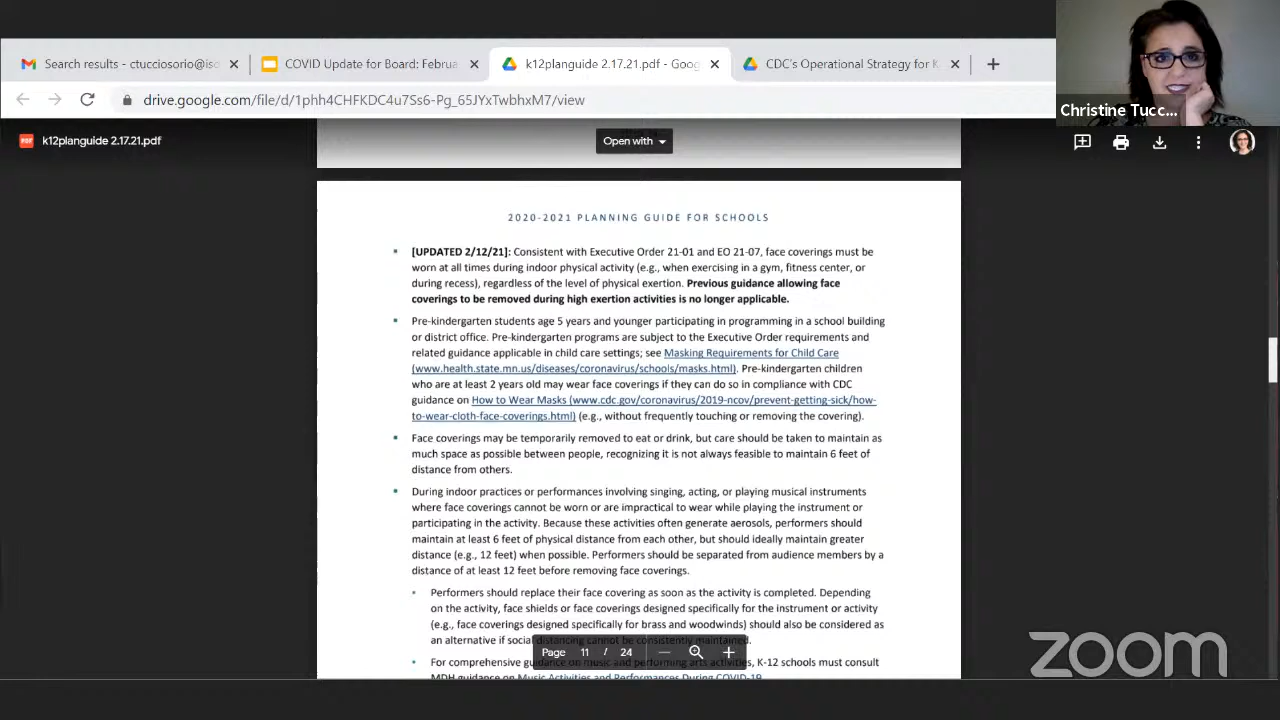 Search results - ctucciosorio@iso
COVID Update for Board: Februa
k12planguide 2.17.21.pdf - Goog
CDC's Operational Strategy for K
drive.google.com/file/d/1phh4CHFKDC4u7Ss6-Pg_65JYxTwbhxM7/view
Christine Tucc...
k12planguide 2.17.21.pdf
Open with
2020-2021 PLANNING GUIDE FOR SCHOOLS
[UPDATED 2/12/21]: Consistent with Executive Order 21-01 and EO 21-07, face coverings must be
worn at all times during indoor physical activity (e.g., when exercising in a gym, fitness center, or
during recess), regardless of the level of physical exertion. Previous guidance allowing face
coverings to be removed during high exertion activities is no longer applicable.
Pre-kindergarten students age 5 years and younger participating in programming in a school building
or district office. Pre-kindergarten programs are subject to the Executive Order requirements and
related guidance applicable in child care settings; see Masking Requirements for Child Care
(www.health.state.mn.us/diseases/coronavirus/schools/masks.html). Pre-kindergarten children
who are at least 2 years old may wear face coverings if they can do so in compliance with CDC
guidance on How to Wear Masks (www.cdc.gov/coronavirus/2019-ncov/prevent-getting-sick/how-
to-wear-cloth-face-coverings.html) (e.g., without frequently touching or removing the covering).
Face coverings may be temporarily removed to eat or drink, but care should be taken to maintain as
much space as possible between people, recognizing it is not always feasible to maintain 6 feet of
distance from others.
During indoor practices or performances involving singing, acting, or playing musical instruments
where face coverings cannot be worn or are impractical to wear while playing the instrument or
participating in the activity. Because these activities often generate aerosols, performers should
maintain at least 6 feet of physical distance from each other, but should ideally maintain greater
distance (e.g., 12 feet) when possible. Performers should be separated from audience members by a
distance of at least 12 feet before removing face coverings.
Performers should replace their face covering as soon as the activity is completed. Depending
on the activity, face shields or face coverings designed specifically for the instrument or activity
(e.g., face coverings designed specifically for brass and woodwinds) should also be considered as
an alternative if social distancing cannot be consistently maintained.
Page 11 / 24
For comprehensive guidance on music and performing arts activities, K-12 schools must consult
MDH guidance on Music Activities and Performances During COVID-19
zoom